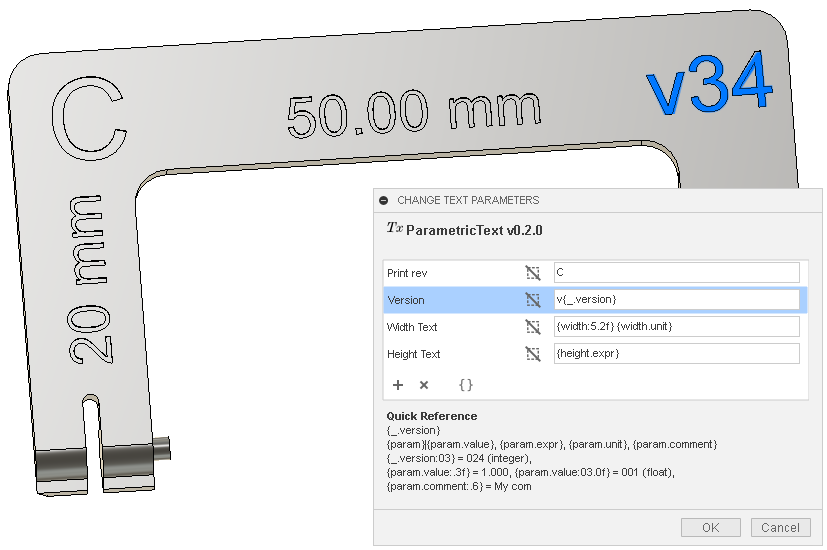 C
50.00 mm
v34
20 mm
CHANGE TEXT PARAMETERS
Tx ParametricText v0.2.0
Print rev C
Version v{_.version}
Width Text {width:5.2f} {width.unit}
Height Text {height.expr}
+ × {}
Quick Reference
{_.version}
{param}|{param.value}, {param.expr}, {param.unit}, {param.comment}
{_.version:03} = 024 (integer),
{param.value:.3f} = 1.000, {param.value:03.0f} = 001 (float),
{param.comment:.6} = My com
OK Cancel